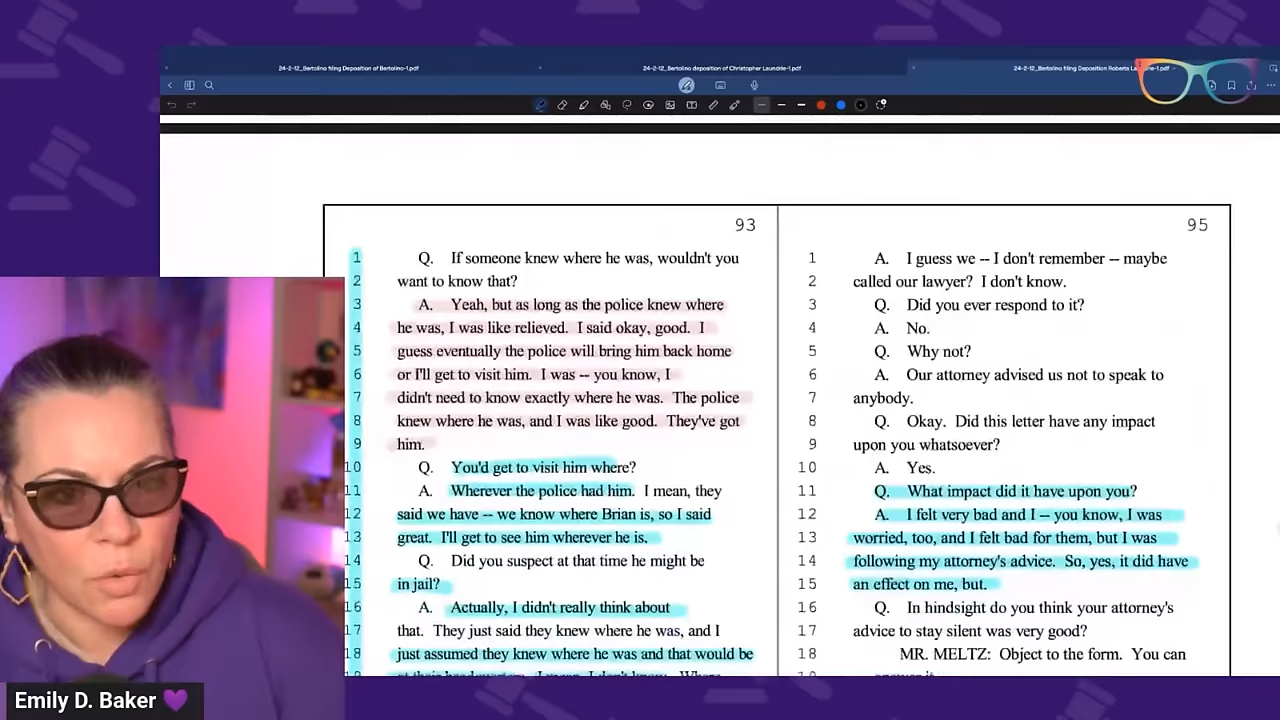 24-2-12_Bertolino filing Deposition of Bertolino-1.pdf
24-2-12_Bertolino deposition of Christopher Laundrie-1.pdf
24-2-12_Bertolino filing Deposition Roberta
93
1 Q. If someone knew where he was, wouldn't you
2 want to know that?
3 A. Yeah, but as long as the police knew where
4 he was, I was like relieved. I said okay, good. I
5 guess eventually the police will bring him back home
6 or I'll get to visit him. I was -- you know, I
7 didn't need to know exactly where he was. The police
8 knew where he was, and I was like good. They've got
9 him.
10 Q. You'd get to visit him where?
11 A. Wherever the police had him. I mean, they
12 said we have -- we know where Brian is, so I said
13 great. I'll get to see him wherever he is.
14 Q. Did you suspect at that time he might be
15 in jail?
16 A. Actually, I didn't really think about
17 that. They just said they knew where he was, and I
18 just assumed they knew where he was and that would be
95
1 A. I guess we -- I don't remember -- maybe
2 called our lawyer? I don't know.
3 Q. Did you ever respond to it?
4 A. No.
5 Q. Why not?
6 A. Our attorney advised us not to speak to
7 anybody.
8 Q. Okay. Did this letter have any impact
9 upon you whatsoever?
10 A. Yes.
11 Q. What impact did it have upon you?
12 A. I felt very bad and I -- you know, I was
13 worried, too, and I felt bad for them, but I was
14 following my attorney's advice. So, yes, it did have
15 an effect on me, but.
16 Q. In hindsight do you think your attorney's
17 advice to stay silent was very good?
18 MR. MELTZ: Object to the form. You can
Emily D. Baker 💜